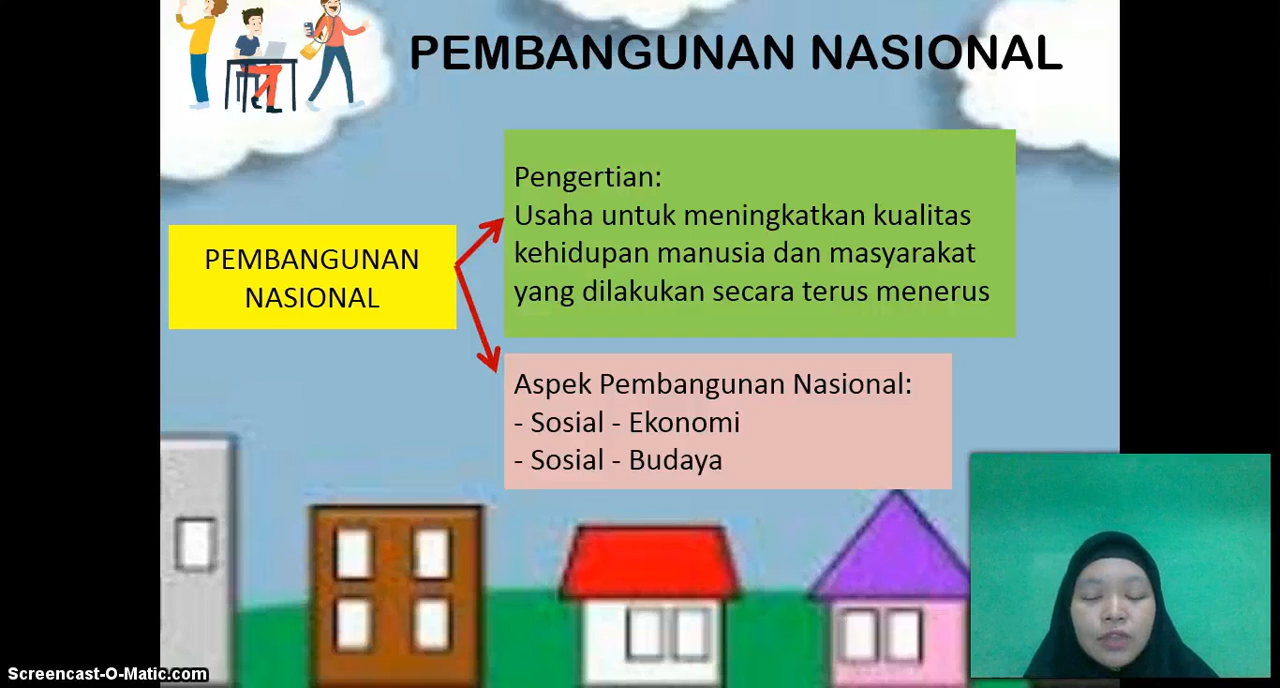 PEMBANGUNAN NASIONAL
PEMBANGUNAN
NASIONAL
Pengertian:
Usaha untuk meningkatkan kualitas
kehidupan manusia dan masyarakat
yang dilakukan secara terus menerus
Aspek Pembangunan Nasional:
- Sosial - Ekonomi
- Sosial - Budaya
Screencast-O-Matic.com